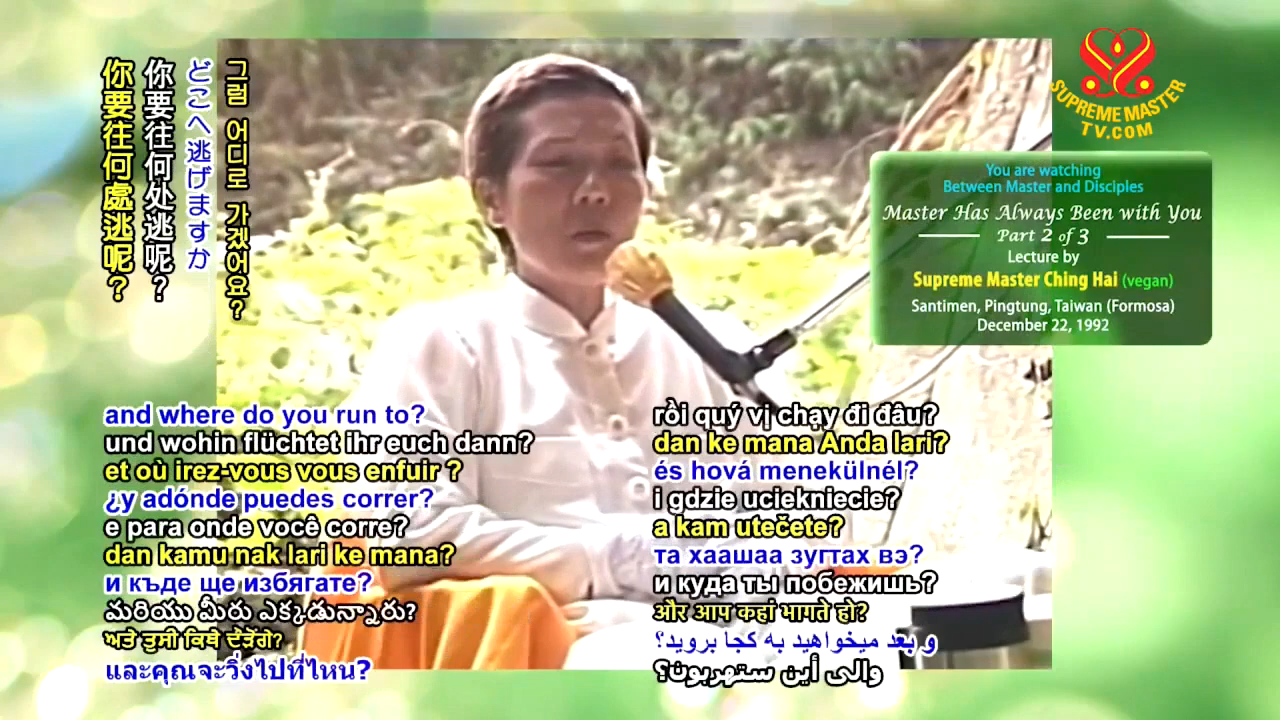 그럼 어디로 가겠어요?
どこへ逃げますか
你要往何处逃呢?
你要往何處逃呢?
SUPREME MASTER
TV.COM
You are watching
Between Master and Disciples
Master Has Always Been with You
Part 2 of 3
Lecture by
Supreme Master Ching Hai (vegan)
Santimen, Pingtung, Taiwan (Formosa)
December 22, 1992
and where do you run to?
und wohin flüchtet ihr euch dann?
et où irez-vous vous enfuir ?
¿y adónde puedes correr?
e para onde você corre?
dan kamu nak lari ke mana?
и къде ще избягате?
మరియు మీరు ఎక్కడున్నారు?
ਅਤੇ ਤੁਸੀ ਕਿਥੇ ਦੌੜੋਂਗੇ?
และคุณจะวิ่งไปที่ไหน?
rồi quý vị chạy đi đâu?
dan ke mana Anda lari?
és hová menekülnél?
i gdzie uciekniecie?
a kam utečete?
та хаашаа зугтах вэ?
и куда ты побежишь?
और आप कहां भागते हो?
و بعد میخواهید به کجا بروید؟
والى أين ستهربون؟